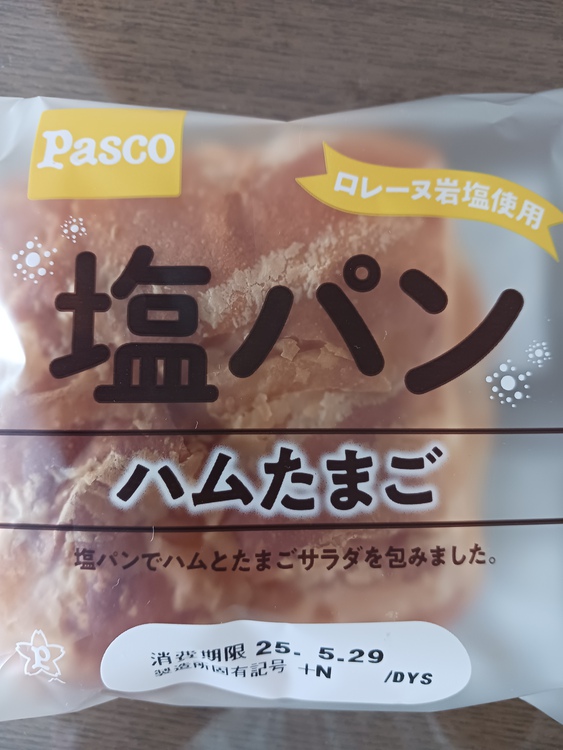 Pasco
ロレーヌ岩塩使用
塩パン
ハムたまご
塩パンでハムとたまごサラダを包みました。
消費期限 25. 5.29
製造所固有記号 +N /DYS
P